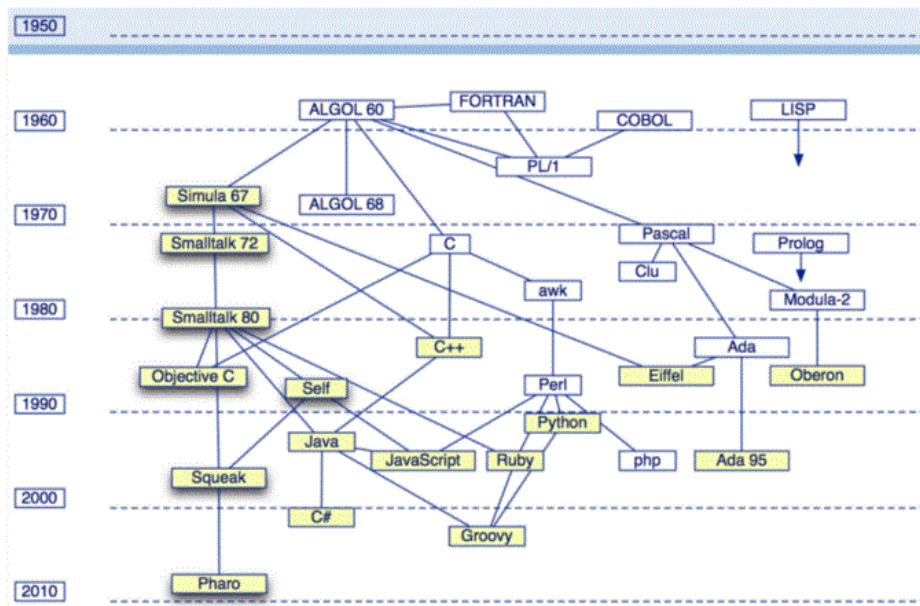 1950
FORTRAN
ALGOL 60
LISP
1960
COBOL
PL/1
Simula 67
ALGOL 68
1970
Pascal
Smalltalk 72
C
Prolog
Clu
awk
Modula-2
1980
Smalltalk 80
C++
Ada
Objective C
Self
Perl
Eiffel
Oberon
1990
Python
Java
JavaScript
Ruby
php
Ada 95
Squeak
2000
C#
Groovy
Pharo
2010